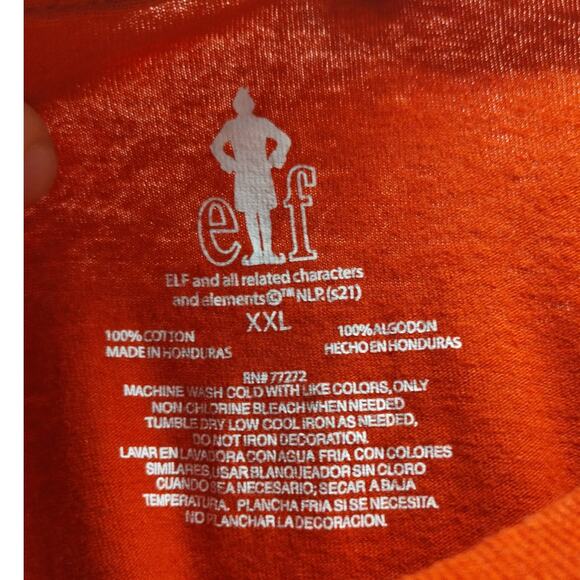 elf
ELF and all related characters
and elements©™ NLP. (s21)
XXL
100% COTTON
MADE IN HONDURAS
100% ALGODON
HECHO EN HONDURAS
RN# 77272
MACHINE WASH COLD WITH LIKE COLORS, ONLY
NON-CHLORINE BLEACH WHEN NEEDED
TUMBLE DRY LOW COOL IRON AS NEEDED,
DO NOT IRON DECORATION.
LAVAR EN LAVADORA CON AGUA FRIA CON COLORES
SIMILARES USAR BLANQUEADOR SIN CLORO
CUANDO SEA NECESARIO; SECAR A BAJA
TEMPERATURA. PLANCHA FRIA SI SE NECESITA.
NO PLANCHAR LA DECORACION.